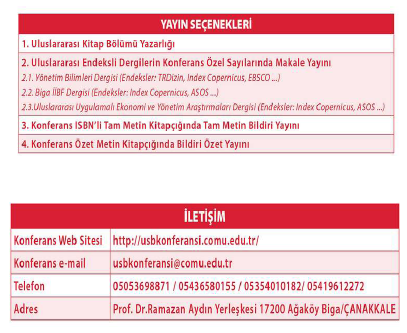 YAYIN SEÇENEKLERİ
1. Uluslararası Kitap Bölümü Yazarlığı
2. Uluslararası Endeksli Dergilerin Konferans Özel Sayılarında Makale Yayını
2.1. Yönetim Bilimleri Dergisi (Endeksler: TRDizin, Index Copernicus, EBSCO ...)
2.2. Biga İİBF Dergisi (Endeksler: Index Copernicus, ASOS ...)
2.3.Uluslararası Uygulamalı Ekonomi ve Yönetim Araştırmaları Dergisi (Endeksler: Index Copernicus, ASOS ...)
3. Konferans ISBN'li Tam Metin Kitapçığında Tam Metin Bildiri Yayını
4. Konferans Özet Metin Kitapçığında Bildiri Özet Yayını
İLETİŞİM
Konferans Web Sitesi http://usbkonferansi.comu.edu.tr/
Konferans e-mail usbkonferansi@comu.edu.tr
Telefon 05053698871 / 05436580155 / 05354010182/ 05419612272
Adres Prof. Dr.Ramazan Aydın Yerleşkesi 17200 Ağaköy Biga/ÇANAKKALE